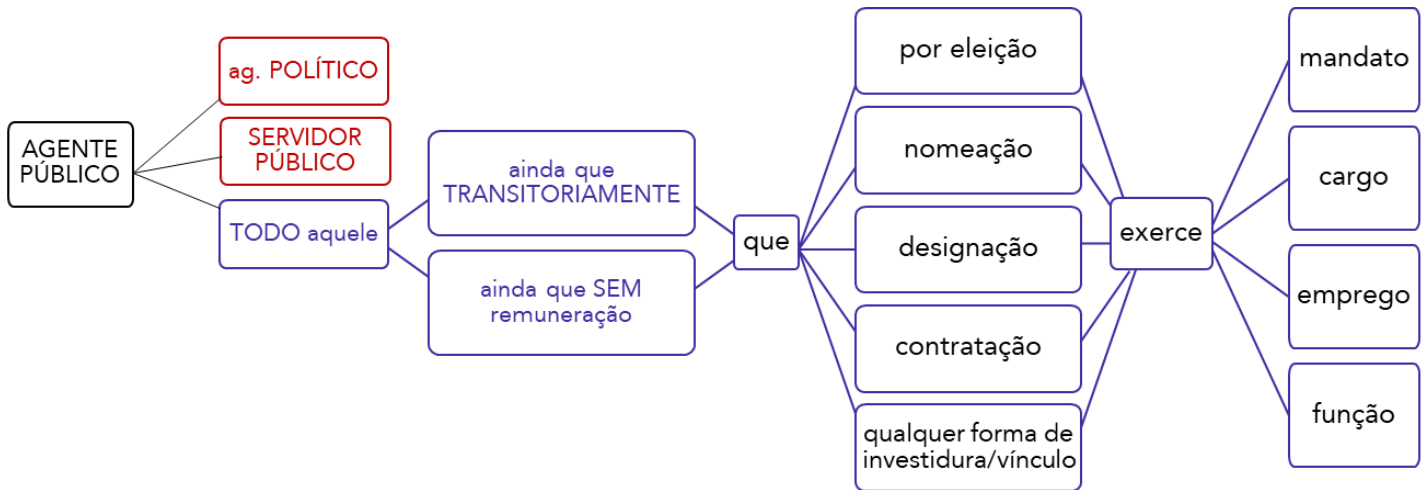 AGENTE
PÚBLICO
ag. POLÍTICO
SERVIDOR
PÚBLICO
TODO aquele
ainda que
TRANSITORIAMENTE
ainda que SEM
remuneração
que
por eleição
nomeação
designação
contratação
qualquer forma de
investidura/vínculo
exerce
mandato
cargo
emprego
função